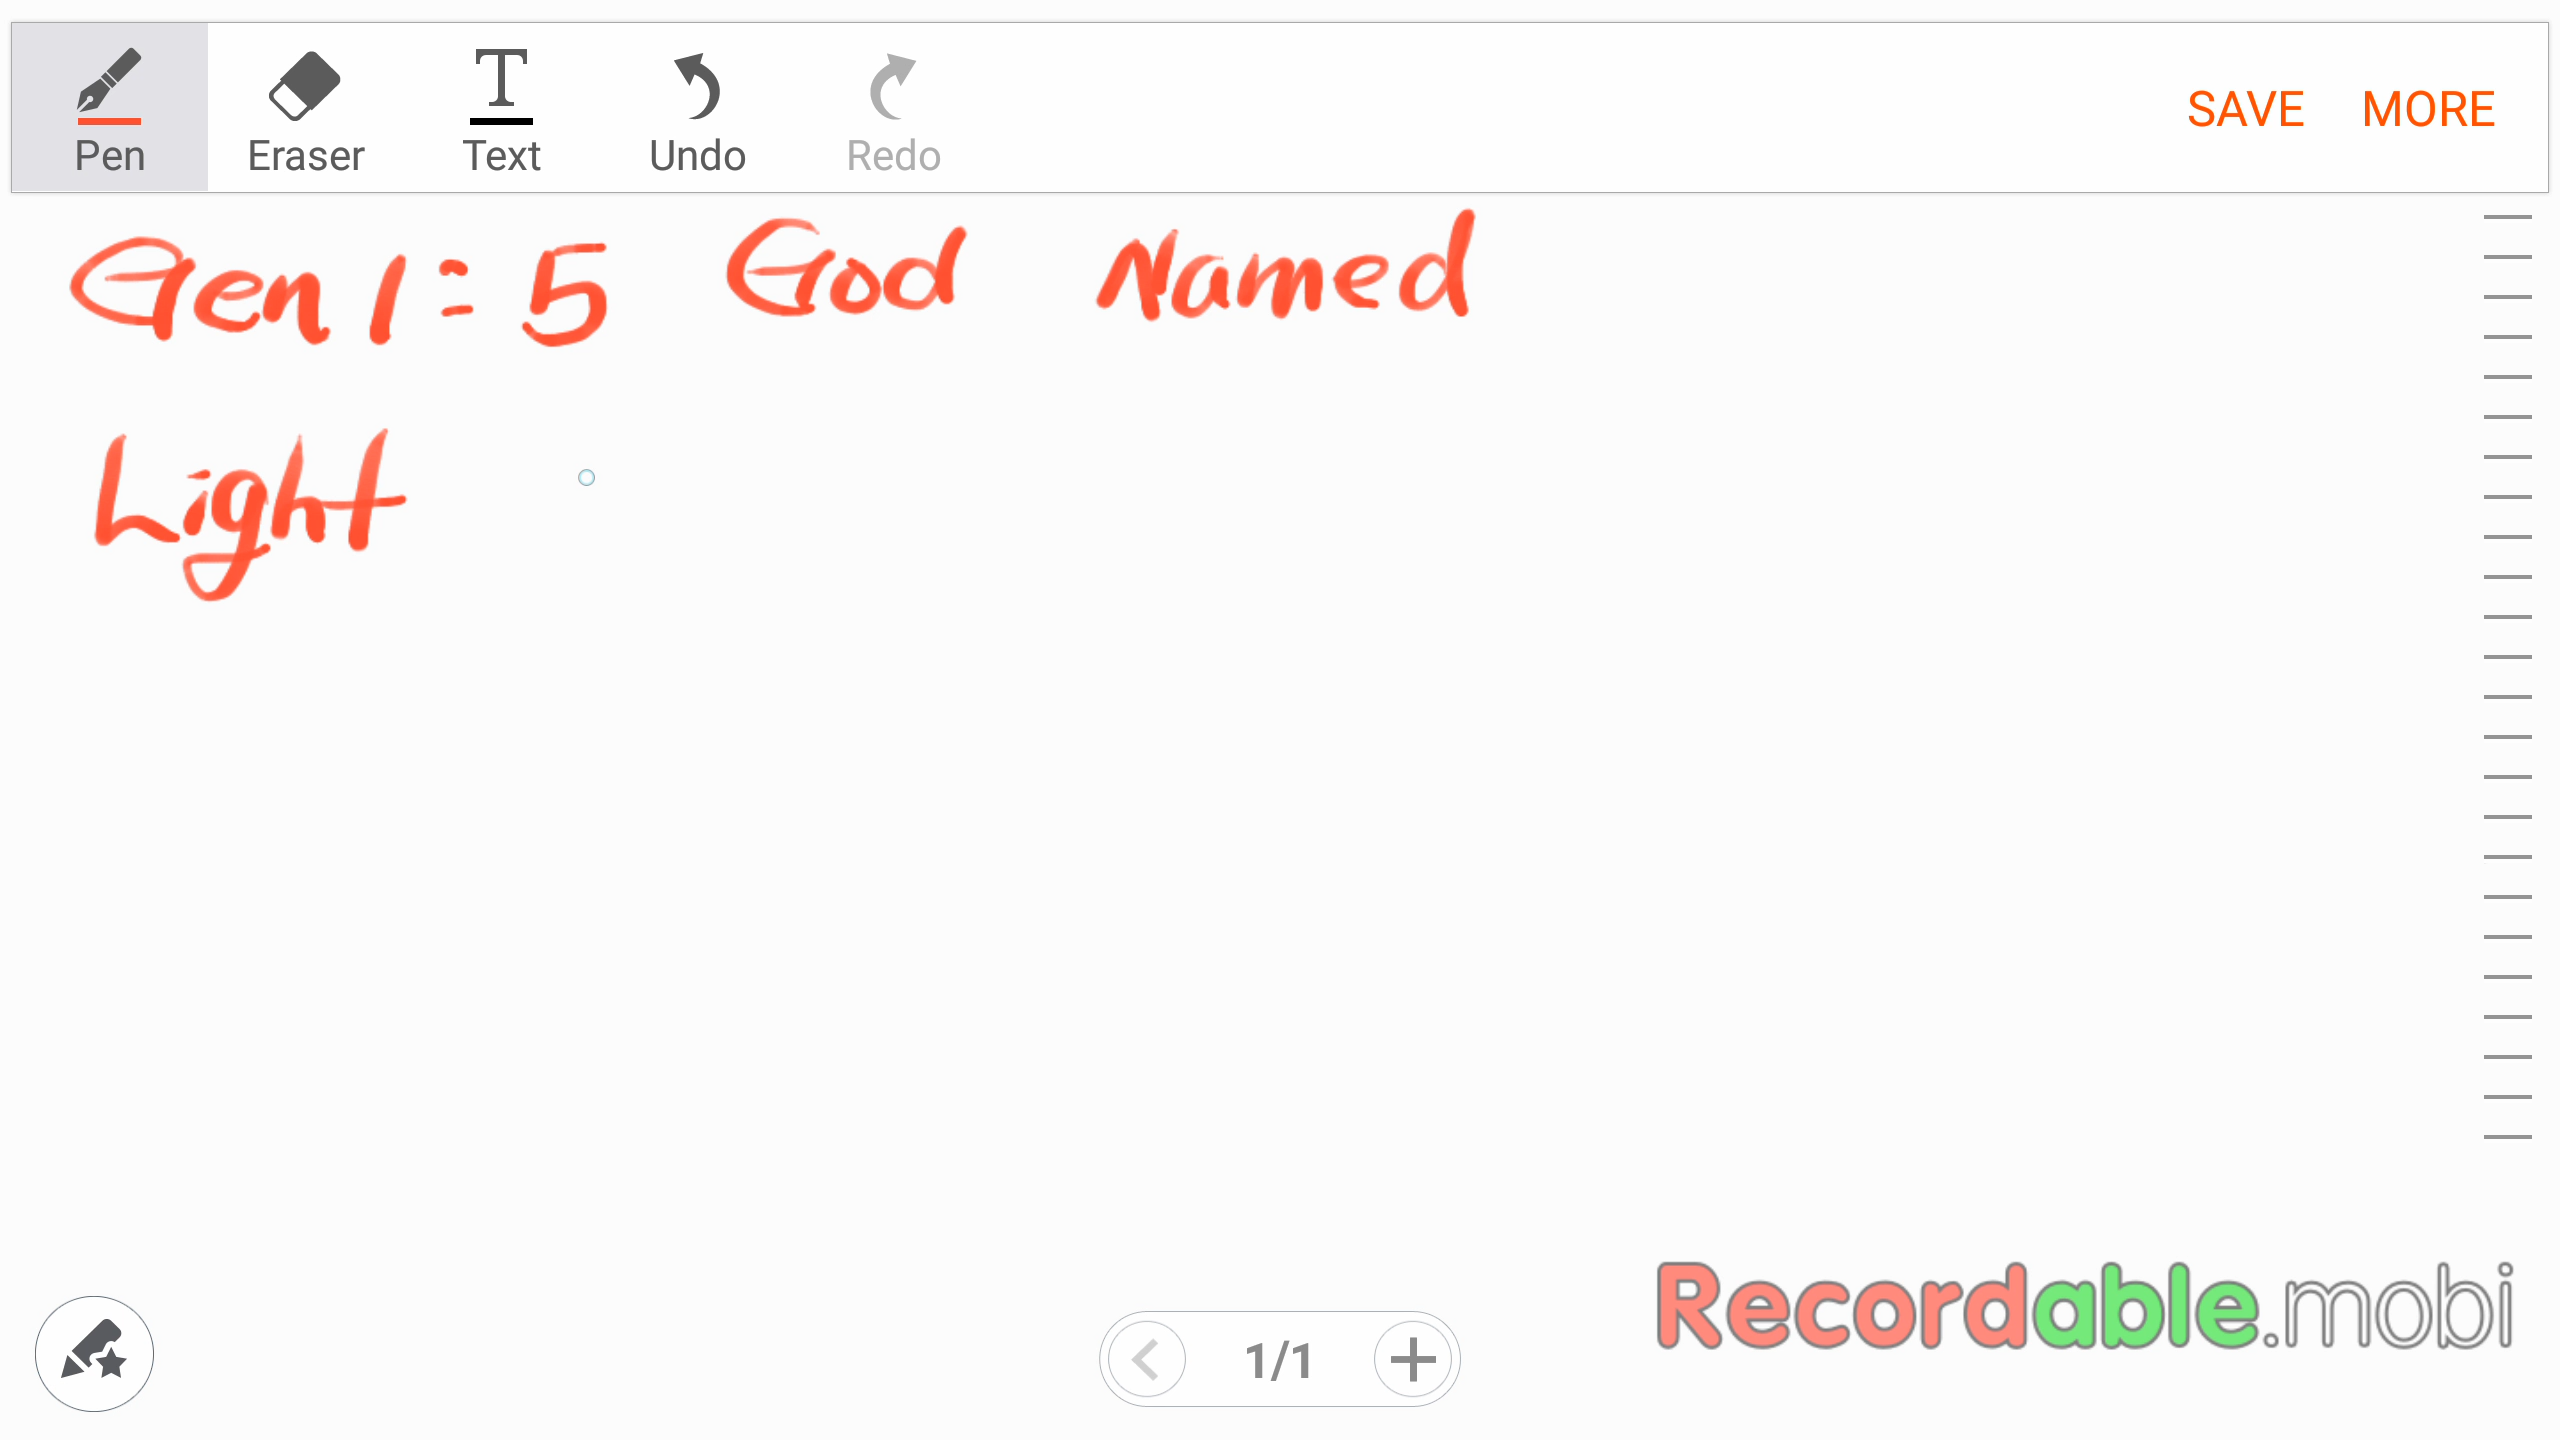 Pen Eraser Text Undo Redo SAVE MORE
Gen 1:5 God Named
Light
1/1
Recordable.mobi